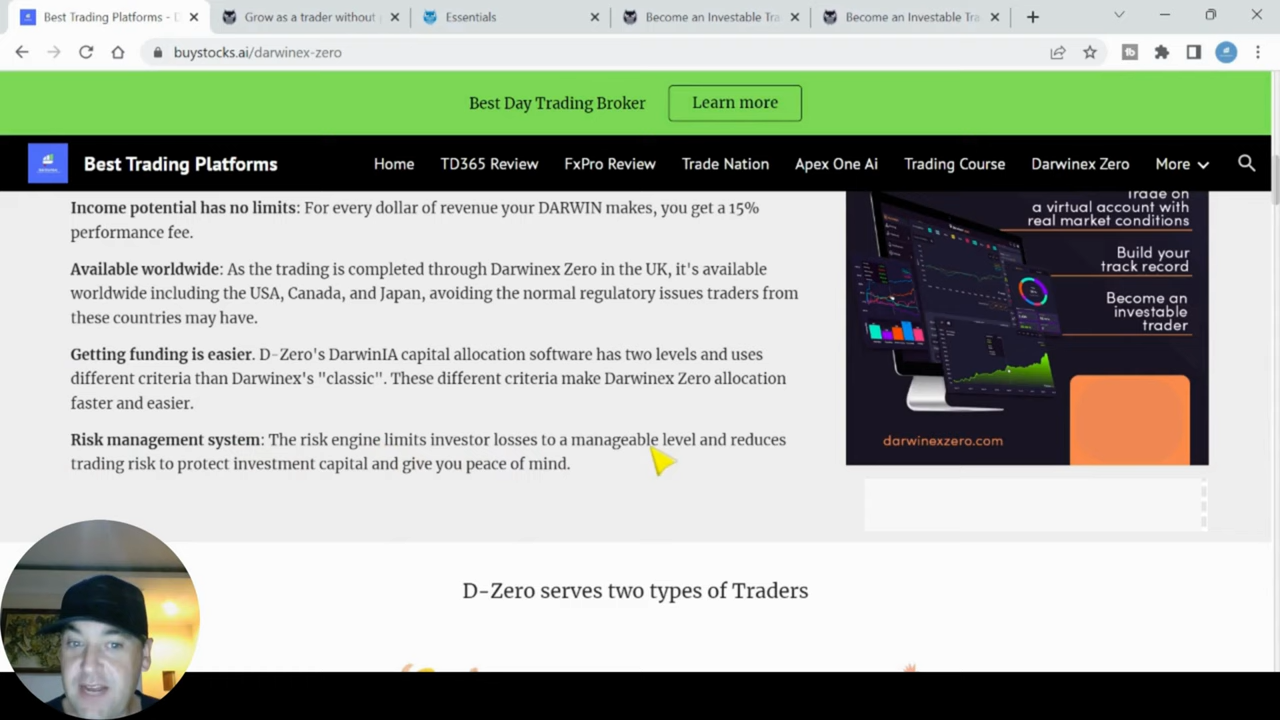 Best Trading Platforms - D
Grow as a trader without
Essentials
Become an Investable Tra
Become an Investable Tra
buystocks.ai/darwinex-zero
Best Day Trading Broker
Learn more
Best Trading Platforms
Home
TD365 Review
FxPro Review
Trade Nation
Apex One Ai
Trading Course
Darwinex Zero
More
Income potential has no limits: For every dollar of revenue your DARWIN makes, you get a 15%
performance fee.
Available worldwide: As the trading is completed through Darwinex Zero in the UK, it's available
worldwide including the USA, Canada, and Japan, avoiding the normal regulatory issues traders from
these countries may have.
Getting funding is easier. D-Zero's DarwinIA capital allocation software has two levels and uses
different criteria than Darwinex's "classic". These different criteria make Darwinex Zero allocation
faster and easier.
Risk management system: The risk engine limits investor losses to a manageable level and reduces
trading risk to protect investment capital and give you peace of mind.
Trade on
a virtual account with
real market conditions
Build your
track record
Become an
investable
trader
darwinexzero.com
D-Zero serves two types of Traders